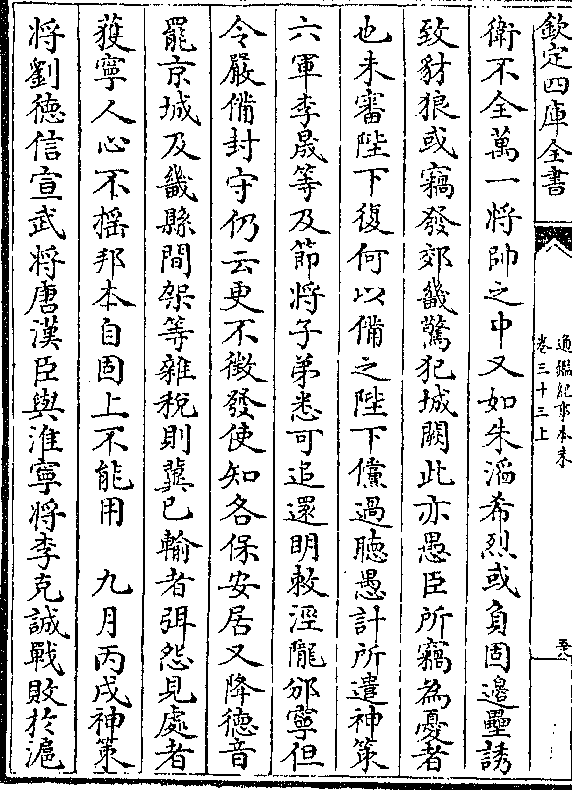 欽定四庫全書
通鑑紀事本末
卷三十三上
衛不全萬一將帥之中又如朱滔希烈或負固邊壘誘
致豺狼或竊發郊畿驚犯城闕此亦愚臣所竊為憂者
也未審陛下復何以備之陛下儻過聽愚計所遣神策
六軍李晟等及節將子弟悉可追還明敕涇隴邠寧但
令嚴備封守仍云更不徵發使知各保安居又降德音
罷京城及畿縣間架等雜稅則冀已輸者弭怨見處者
獲寧人心不搖邦本自固上不能用　九月丙戌神策
將劉德信宣武將唐漢臣與淮寧將李克誠戰敗於滬